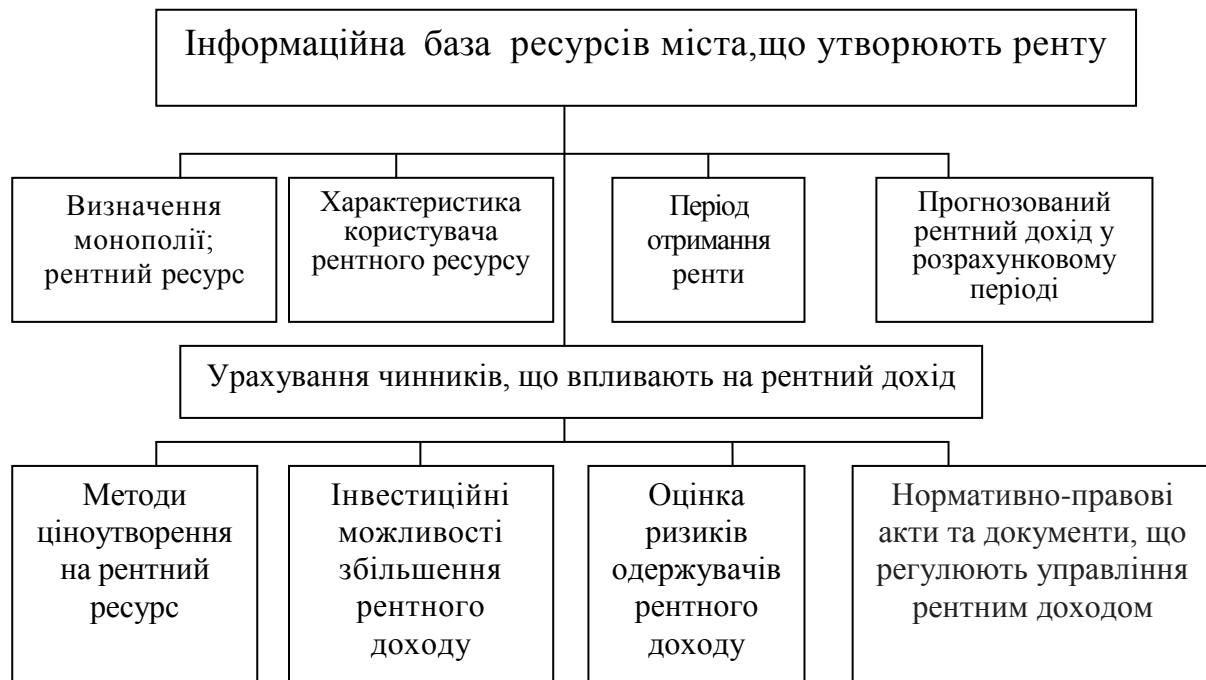 Інформаційна база ресурсів міста,що утворюють ренту
Визначення
монополії;
рентний ресурс
Характеристика
користувача
рентного ресурсу
Період
отримання
ренти
Прогнозований
рентний дохід у
розрахунковому
періоді
Урахування чинників, що впливають на рентний дохід
Методи
ціноутворення
на рентний
ресурс
Інвестиційні
можливості
збільшення
рентного
доходу
Оцінка
ризиків
одержувачів
рентного
доходу
Нормативно-правові
акти та документи, що
регулюють управління
рентним доходом